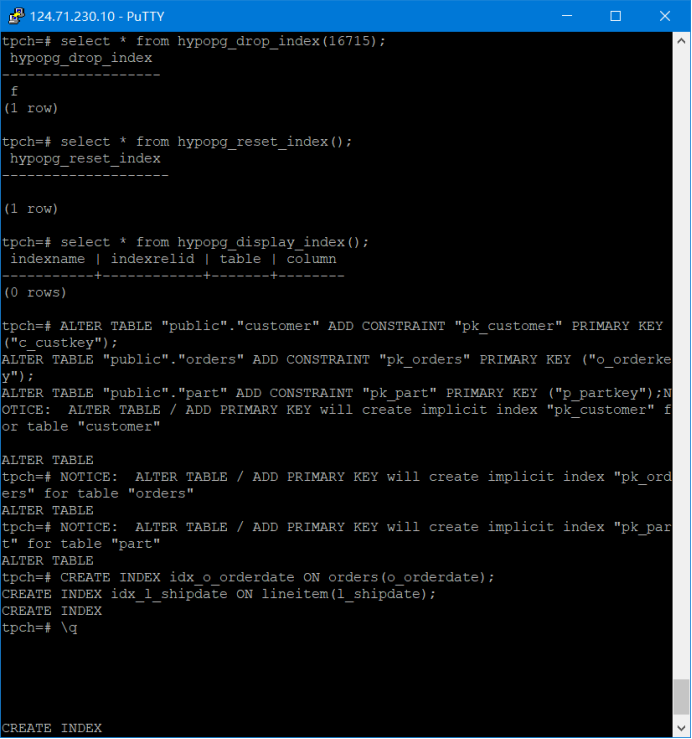 124.71.230.10 - PuTTY
tpch=# select * from hypopg_drop_index(16715);
 hypopg_drop_index
-------------------
 f
(1 row)
tpch=# select * from hypopg_reset_index();
 hypopg_reset_index
--------------------
(1 row)
tpch=# select * from hypopg_display_index();
 indexname | indexrelid | table | column
-----------+------------+-------+--------
(0 rows)
tpch=# ALTER TABLE "public"."customer" ADD CONSTRAINT "pk_customer" PRIMARY KEY
("c_custkey");
ALTER TABLE "public"."orders" ADD CONSTRAINT "pk_orders" PRIMARY KEY ("o_orderke
y");
ALTER TABLE "public"."part" ADD CONSTRAINT "pk_part" PRIMARY KEY ("p_partkey");N
OTICE:  ALTER TABLE / ADD PRIMARY KEY will create implicit index "pk_customer" f
or table "customer"
ALTER TABLE
tpch=# NOTICE:  ALTER TABLE / ADD PRIMARY KEY will create implicit index "pk_ord
ers" for table "orders"
ALTER TABLE
tpch=# NOTICE:  ALTER TABLE / ADD PRIMARY KEY will create implicit index "pk_par
t" for table "part"
ALTER TABLE
tpch=# CREATE INDEX idx_o_orderdate ON orders(o_orderdate);
CREATE INDEX idx_l_shipdate ON lineitem(l_shipdate);
CREATE INDEX
tpch=# \q
CREATE INDEX